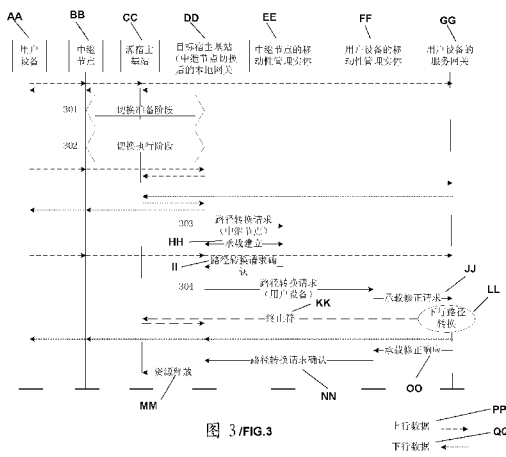 AA
BB
CC
DD
EE
FF
GG
用户
设备
中继
节点
源宿主
基站
目标宿主基站
(中继节点切换
后的本地网关)
中继节点的移
动性管理实体
用户设备的移
动性管理实体
用户设备的
服务网关
301
切换准备阶段
302
切换执行阶段
303
路径转换请求
(中继节点)
HH
承载建立
II
路径转换请求确
认
304
路径转换请求
(用户设备)
JJ
承载修正请求
LL
KK
终止符
下行路径
转换
承载修正响应
路径转换请求确认
资源释放
MM
NN
OO
图 3/FIG.3
PP
上行数据
QQ
下行数据